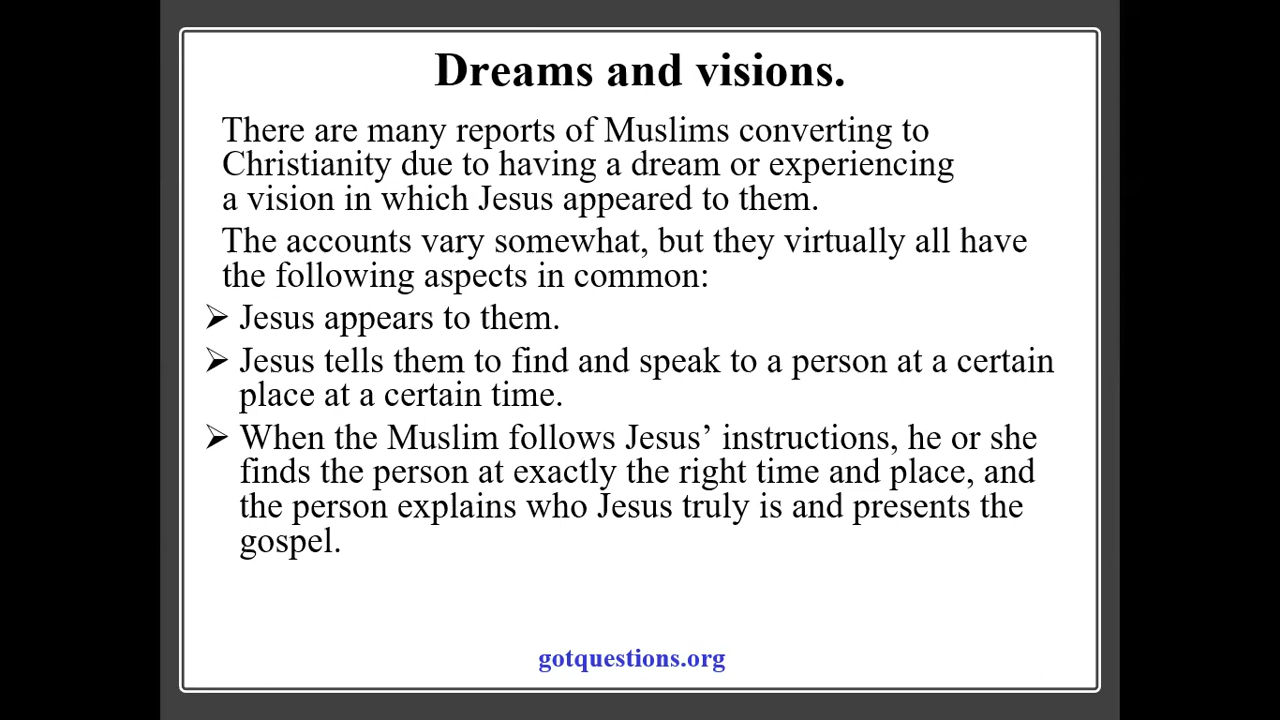 Dreams and visions.
There are many reports of Muslims converting to
Christianity due to having a dream or experiencing
a vision in which Jesus appeared to them.
The accounts vary somewhat, but they virtually all have
the following aspects in common:
➢ Jesus appears to them.
➢ Jesus tells them to find and speak to a person at a certain
place at a certain time.
➢ When the Muslim follows Jesus’ instructions, he or she
finds the person at exactly the right time and place, and
the person explains who Jesus truly is and presents the
gospel.
gotquestions.org